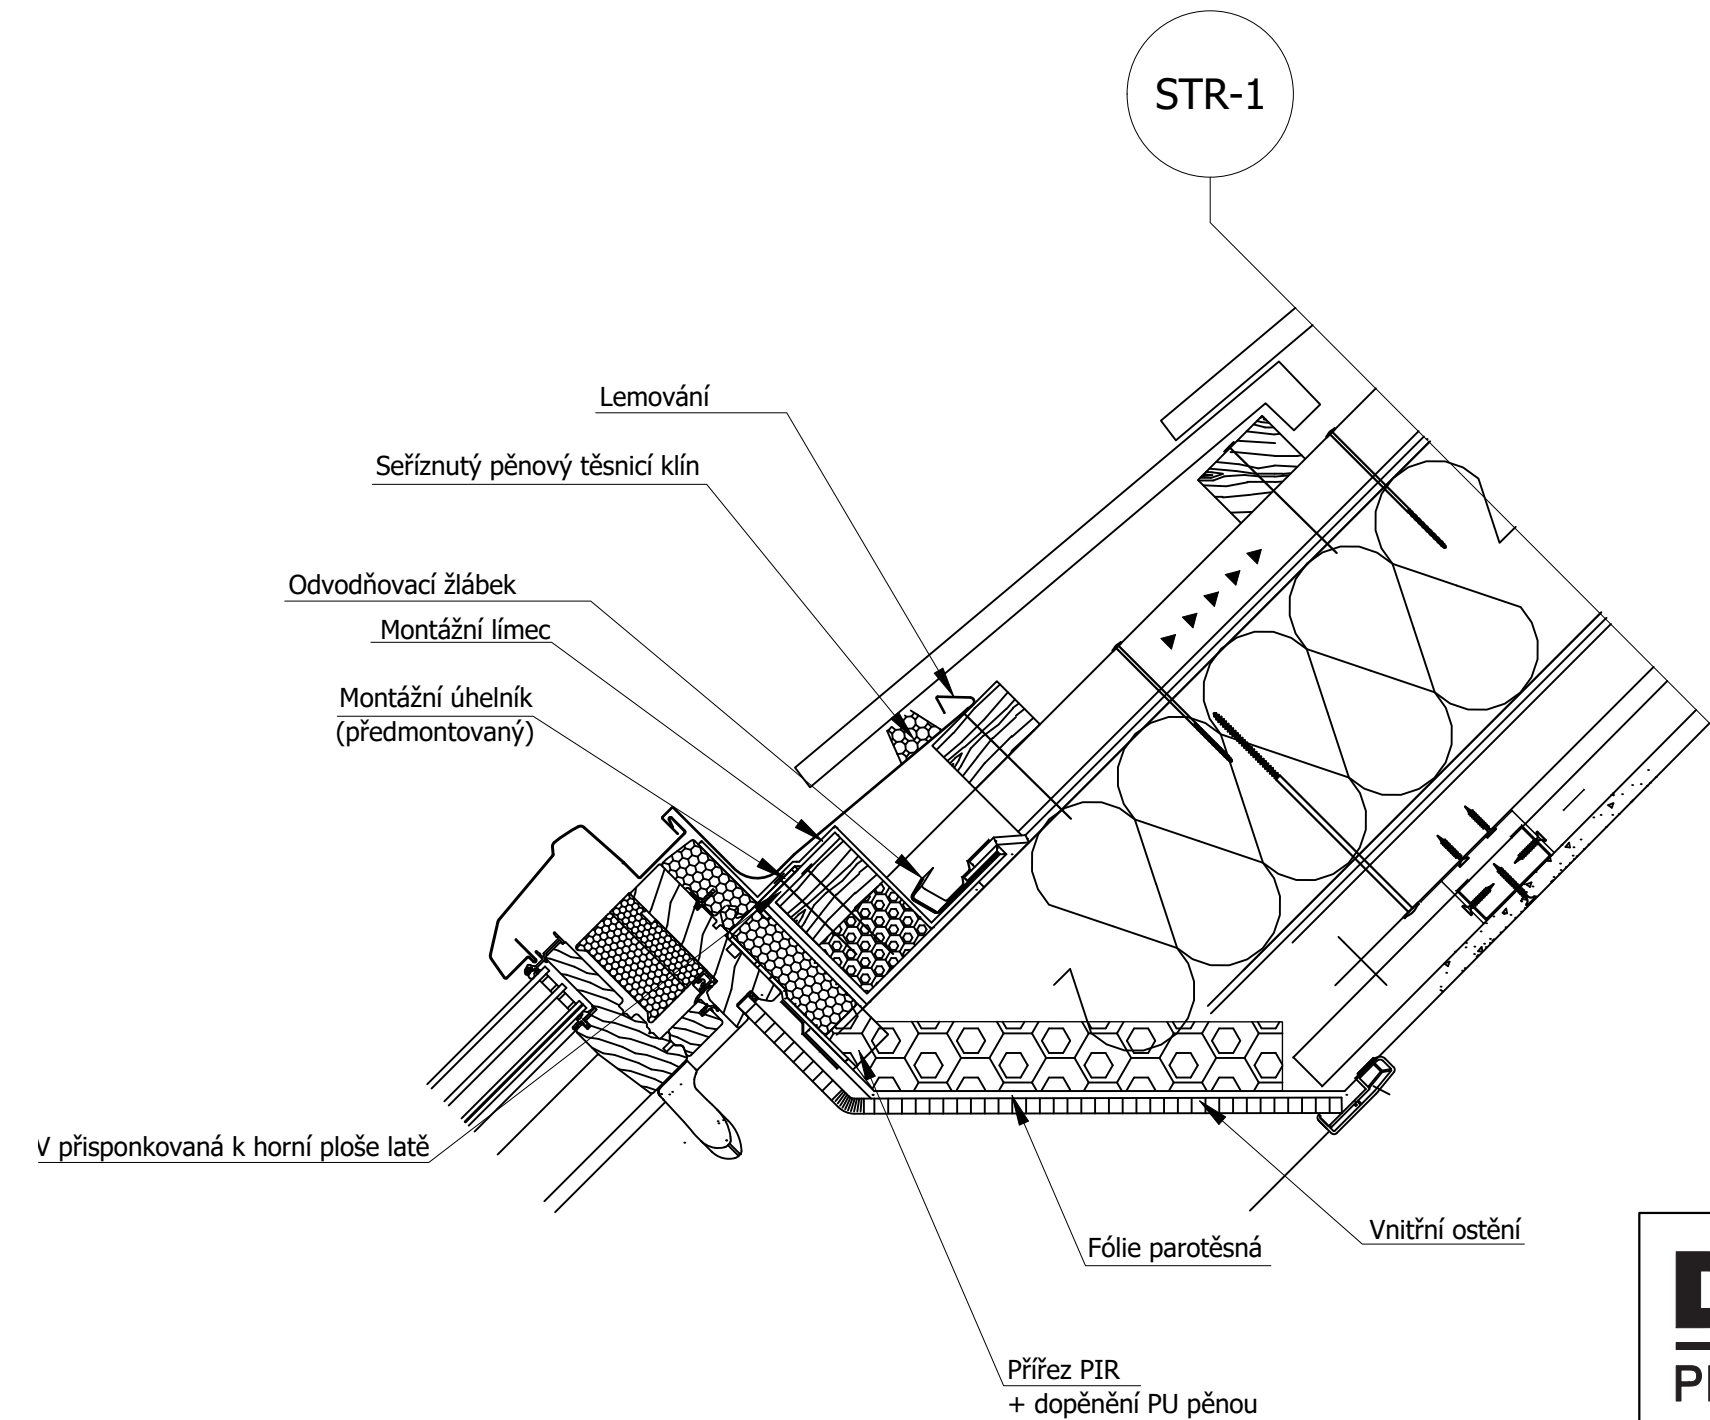 STR-1
Lemování
Seříznutý pěnový těsnicí klín
Odvodňovací žlábek
Montážní límec
Montážní úhelník
(předmontovaný)
přisponkovaná k horní ploše latě
Vnitřní ostění
Fólie parotěsná
Přířez PIR
+ dopěnění PU pěnou